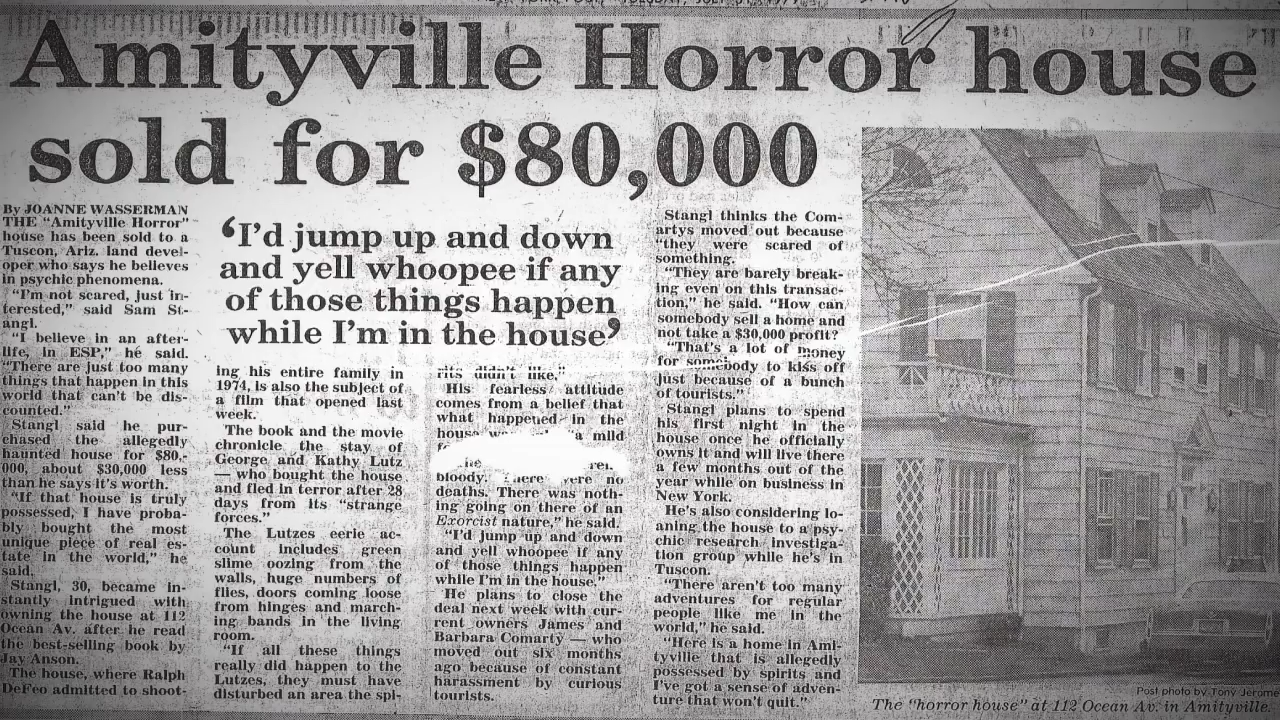 Amityville Horror house
sold for $80,000
By JOANNE WASSERMAN
THE "Amityville Horror"
house has been sold to a
Tuscon, Ariz. land devel-
oper who says he believes
in psychic phenomena.
"I'm not scared, just in-
terested," said Sam St-
angl.
"I believe in an after-
life, in ESP," he said.
"There are just too many
things that happen in this
world that can't be dis-
counted."
Stangl said he pur-
chased the allegedly
haunted house for $80,-
000, about $30,000 less
than he says it's worth.
"If that house is truly
possessed, I have proba-
bly bought the most
unique piece of real es-
tate in the world," he
said.
Stangl, 30, became in-
stantly intrigued with
owning the house at 112
Ocean Av. after he read
the best-selling book by
Jay Anson.
The house, where Ralph
DeFeo admitted to shoot-
'I'd jump up and down
and yell whoopee if any
of those things happen
while I'm in the house'
ing his entire family in
1974, is also the subject of
a film that opened last
week.
The book and the movie
chronicle the stay of
George and Kathy Lutz
— who bought the house
and fled in terror after 28
days from its "strange
forces."
The Lutzes eerie ac-
count includes green
slime oozing from the
walls, huge numbers of
flies, doors coming loose
from hinges and march-
ing bands in the living
room.
"If all these things
really did happen to the
Lutzes, they must have
disturbed an area the spi-
rits didn't like,"
His fearless attitude
comes from a belief that
what happened in the
house a mild
bloody. There were no
deaths. There was noth-
ing going on there of an
Exorcist nature," he said.
"I'd jump up and down
and yell whoopee if any
of those things happen
while I'm in the house."
He plans to close the
deal next week with cur-
rent owners James and
Barbara Comarty — who
moved out six months
ago because of constant
harassment by curious
tourists.
Stangl thinks the Com-
artys moved out because
"they were scared of
something.
"They are barely break-
ing even on this transac-
tion," he said. "How can
somebody sell a home and
not take a $30,000 profit?
"That's a lot of money
for somebody to kiss off
just because of a bunch
of tourists."
Stangl plans to spend
his first night in the
house once he officially
owns it and will live there
a few months out of the
year while on business in
New York.
He's also considering lo-
aning the house to a psy-
chic research investiga-
tion group while he's in
Tuscon.
"There aren't too many
adventures for regular
people like me in the
world," he said.
"Here is a home in Ami-
tyville that is allegedly
possessed by spirits and
I've got a sense of adven-
ture that won't quit."
Post photo by Tony Jerome
The "horror house" at 112 Ocean Av. in Amityville.